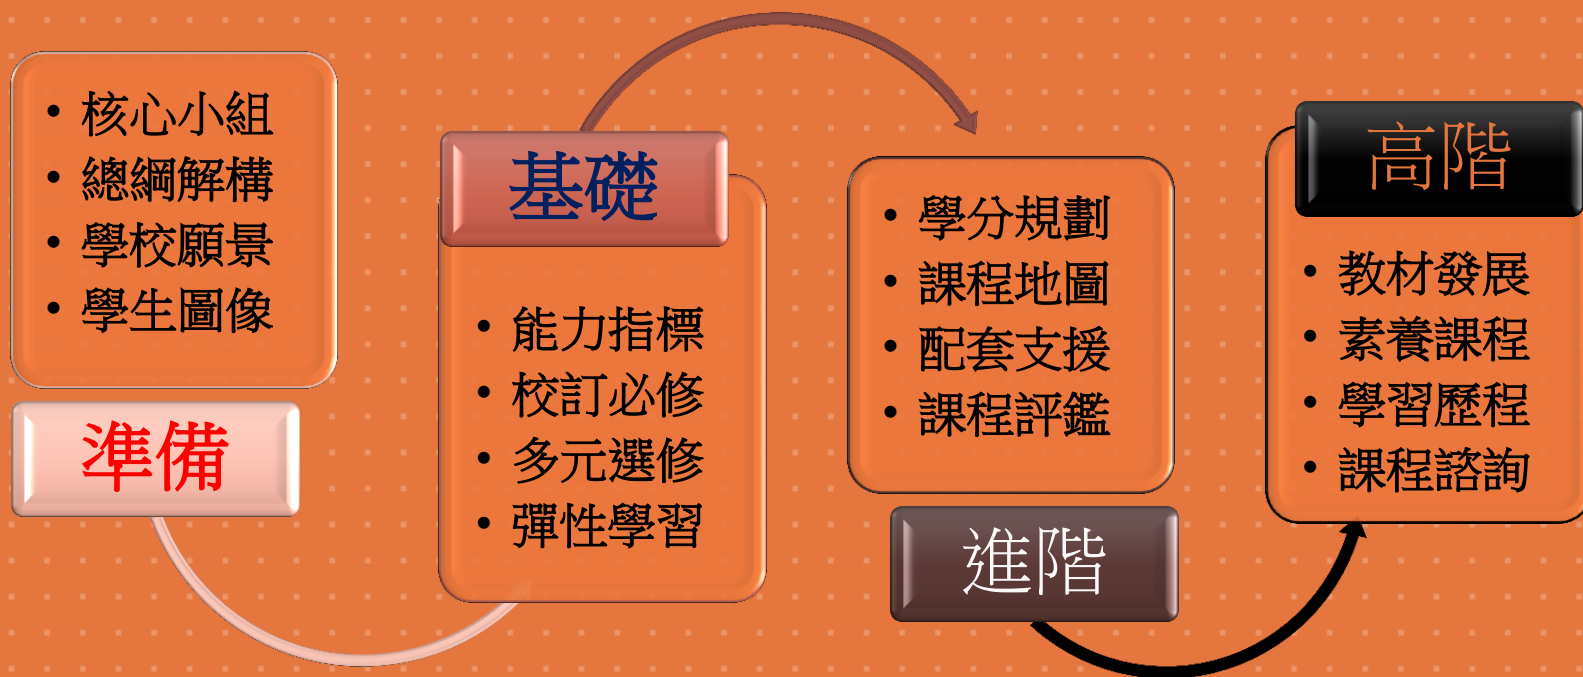 • 核心小組
• 總綱解構
• 學校願景
• 學生圖像
準備
基礎
• 能力指標
• 校訂必修
• 多元選修
• 彈性學習
• 學分規劃
• 課程地圖
• 配套支援
• 課程評鑑
進階
高階
• 教材發展
• 素養課程
• 學習歷程
• 課程諮詢